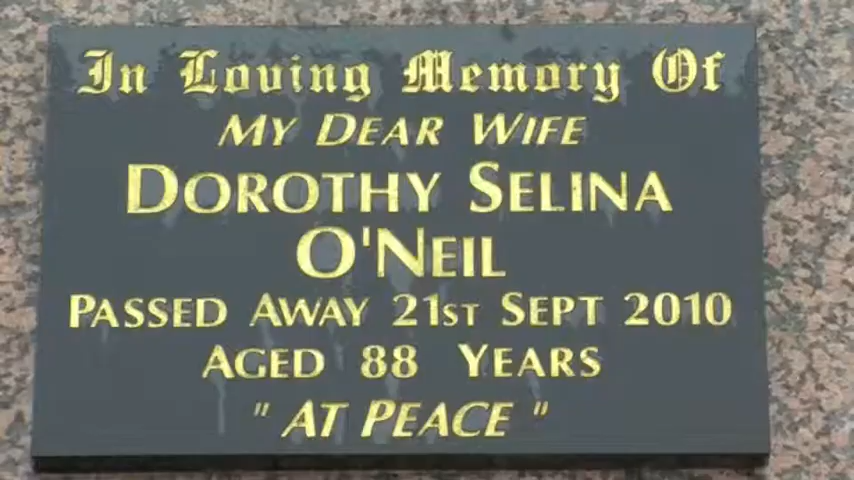 In Loving Memory Of
MY DEAR WIFE
DOROTHY SELINA
O'NEIL
PASSED AWAY 21ST SEPT 2010
AGED 88 YEARS
" AT PEACE "